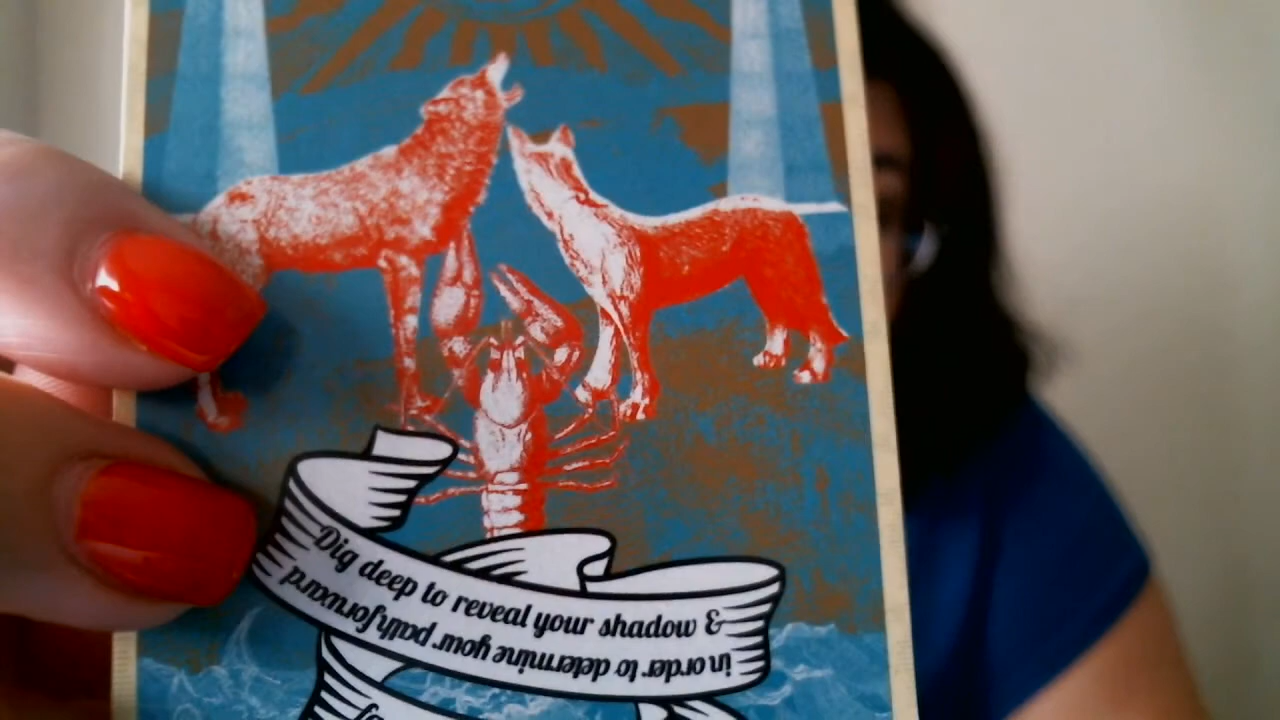 Dig deep to reveal your shadow &
in order to determine your path forward